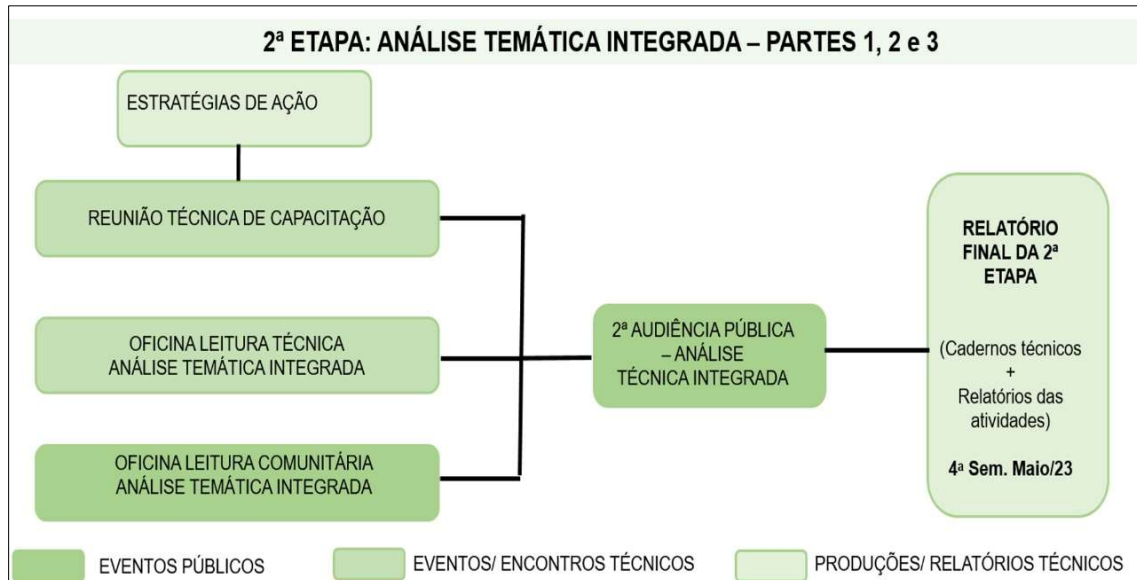 2ª ETAPA: ANÁLISE TEMÁTICA INTEGRADA – PARTES 1, 2 e 3
ESTRATÉGIAS DE AÇÃO
REUNIÃO TÉCNICA DE CAPACITAÇÃO
OFICINA LEITURA TÉCNICA
ANÁLISE TEMÁTICA INTEGRADA
OFICINA LEITURA COMUNITÁRIA
ANÁLISE TEMÁTICA INTEGRADA
2ª AUDIÊNCIA PÚBLICA
– ANÁLISE
TÉCNICA INTEGRADA
RELATÓRIO
FINAL DA 2ª
ETAPA
(Cadernos técnicos
+
Relatórios das
atividades)
4ª Sem. Maio/23
EVENTOS PÚBLICOS
EVENTOS/ ENCONTROS TÉCNICOS
PRODUÇÕES/ RELATÓRIOS TÉCNICOS